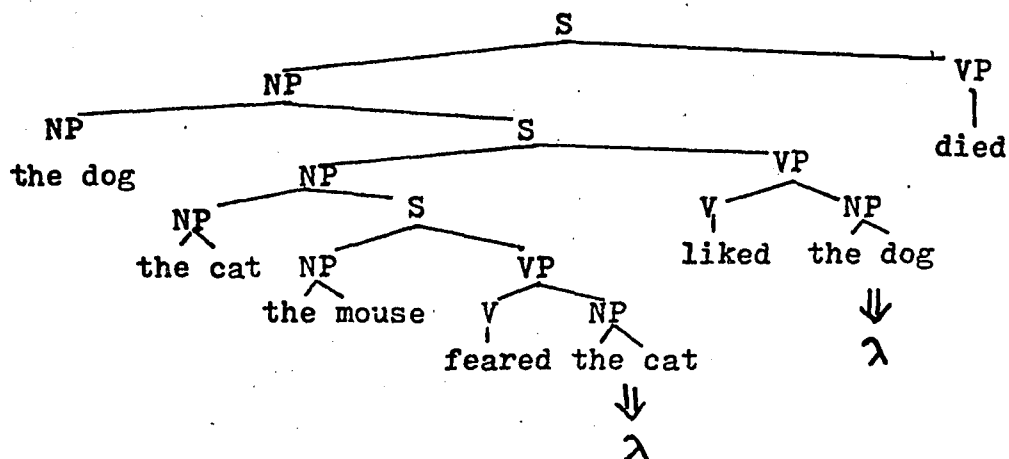 S
NP VP
NP S died
the dog NP VP
NP S V NP
the cat NP VP liked the dog
the mouse V NP ⇓
feared the cat λ
⇓
λ